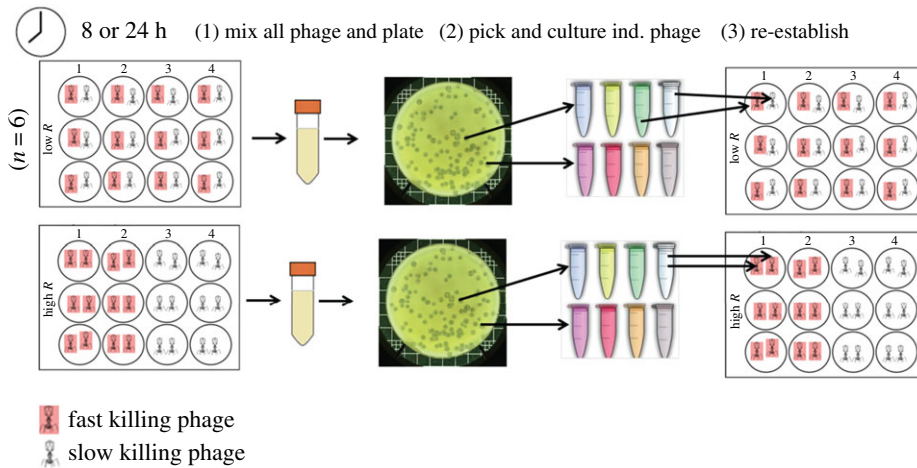 8 or 24 h (1) mix all phage and plate (2) pick and culture ind. phage (3) re-establish
1 2 3 4
(n = 6)
low R
1 2 3 4
low R
1 2 3 4
high R
1 2 3 4
high R
fast killing phage
slow killing phage